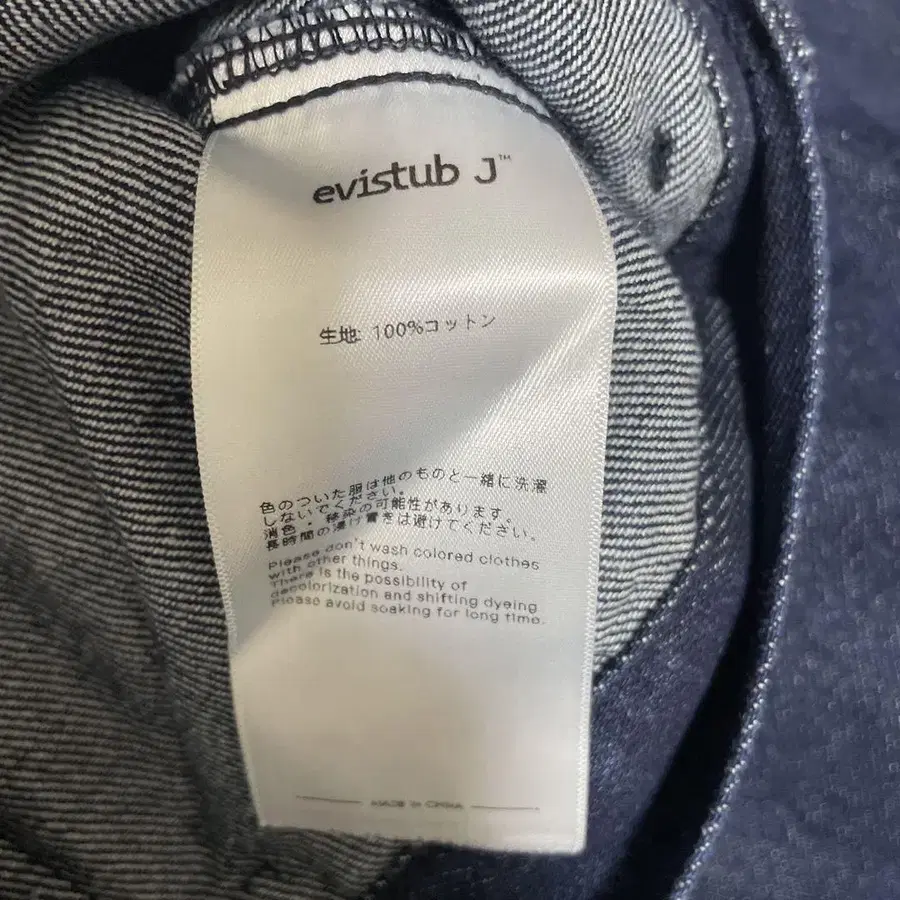 evistub J™
生地: 100%コットン
色のついた服は他のものと一緒に洗濯
しないでください。
消色・移染の可能性があります。
長時間の浸け置きは避けてください。
Please don't wash colored clothes
with other things.
There is the possibility of
decolorization and shifting dyeing
Please avoid soaking for long time.
MADE in CHINA